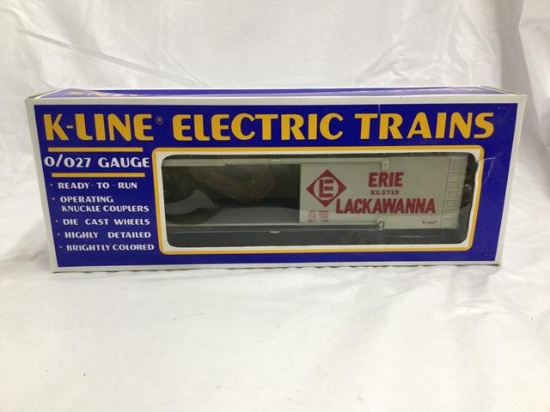 K-LINE® ELECTRIC TRAINS
O/O27 GAUGE
• READY-TO-RUN
• OPERATING
KNUCKLE COUPLERS
• DIE CAST WHEELS
• HIGHLY DETAILED
• BRIGHTLY COLORED
E
ERIE
LACKAWANNA